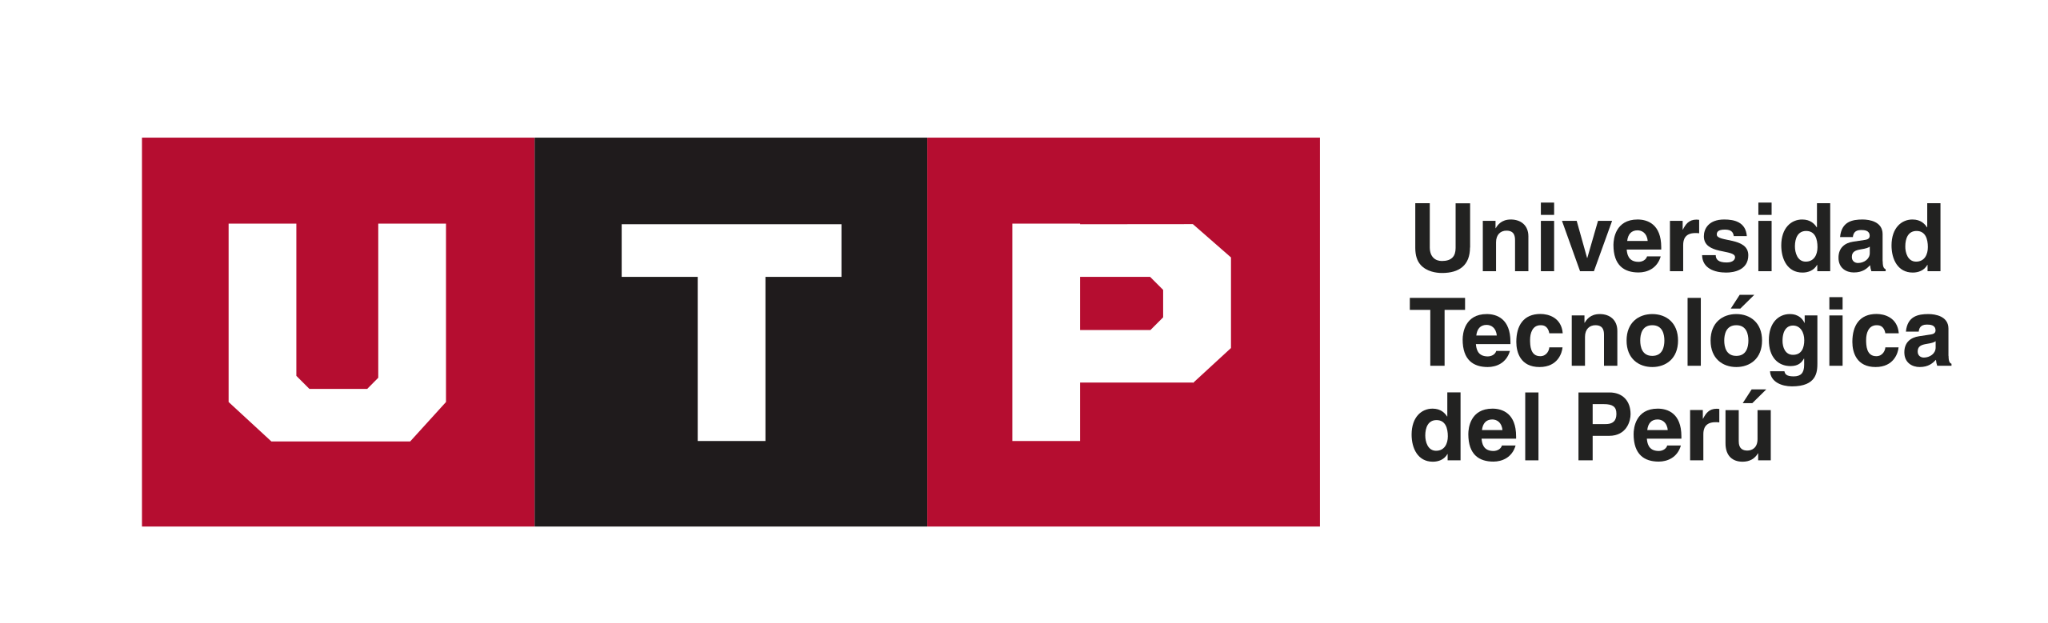 UTP
Universidad
Tecnológica
del Perú